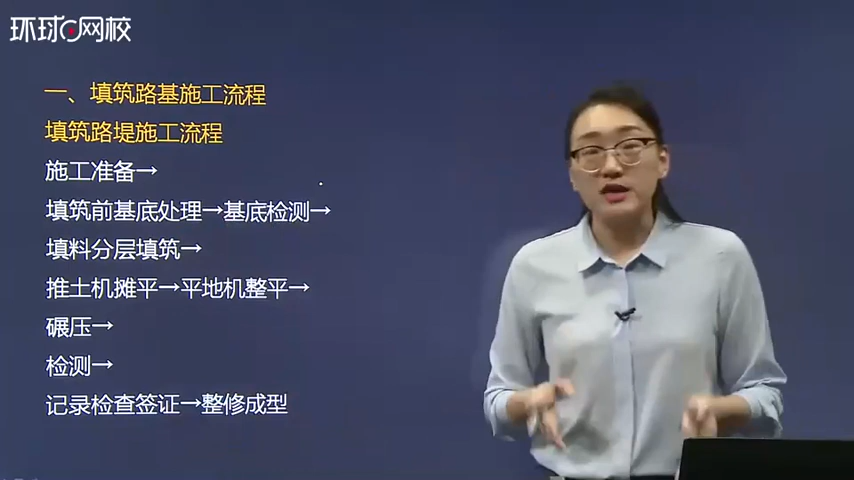 环球网校
一、填筑路基施工流程
填筑路堤施工流程
施工准备→
填筑前基底处理→基底检测→
填料分层填筑→
推土机摊平→平地机整平→
碾压→
检测→
记录检查签证→整修成型